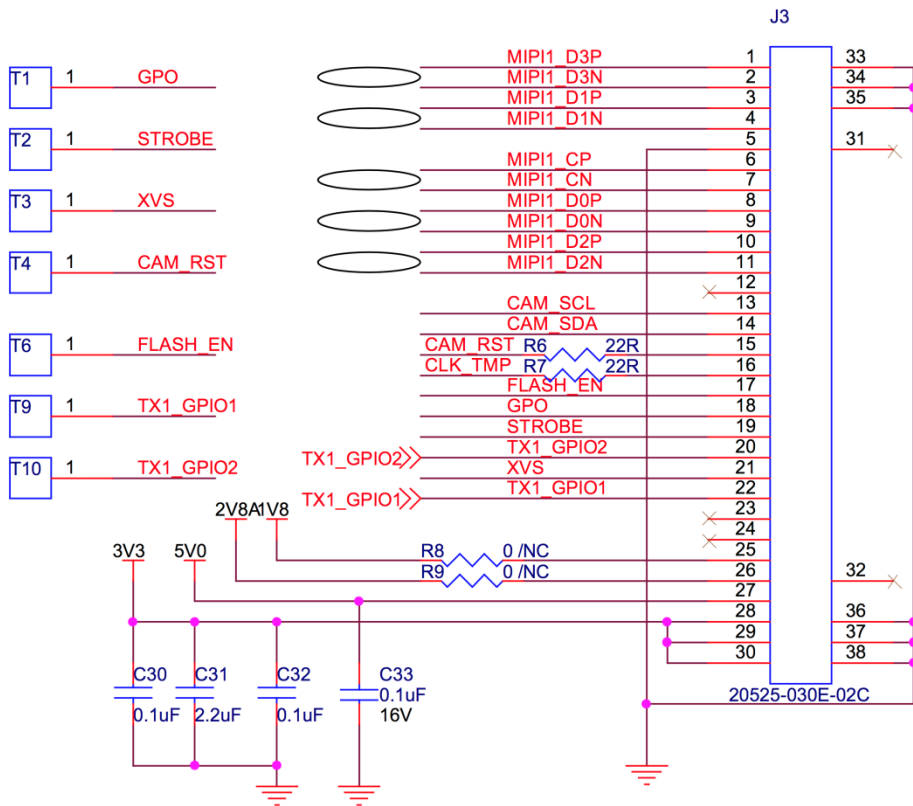 J3
T1 1 GPO
T2 1 STROBE
T3 1 XVS
T4 1 CAM_RST
T6 1 FLASH_EN
T9 1 TX1_GPIO1
T10 1 TX1_GPIO2
MIPI1_D3P 1
MIPI1_D3N 2
MIPI1_D1P 3
MIPI1_D1N 4
5
MIPI1_CP 6
MIPI1_CN 7
MIPI1_D0P 8
MIPI1_D0N 9
MIPI1_D2P 10
MIPI1_D2N 11
12
CAM_SCL 13
CAM_SDA 14
CAM_RST R6 22R 15
CLK_TMP R7 22R 16
FLASH_EN 17
GPO 18
STROBE 19
TX1_GPIO2 TX1_GPIO2 20
XVS 21
TX1_GPIO1 TX1_GPIO1 22
23
24
R8 0 /NC 25
R9 0 /NC 26
27
28
29
30
33
34
35
31
32
36
37
38
20525-030E-02C
2V8A 1V8
3V3 5V0
C30 0.1uF
C31 2.2uF
C32 0.1uF
C33 0.1uF
16V